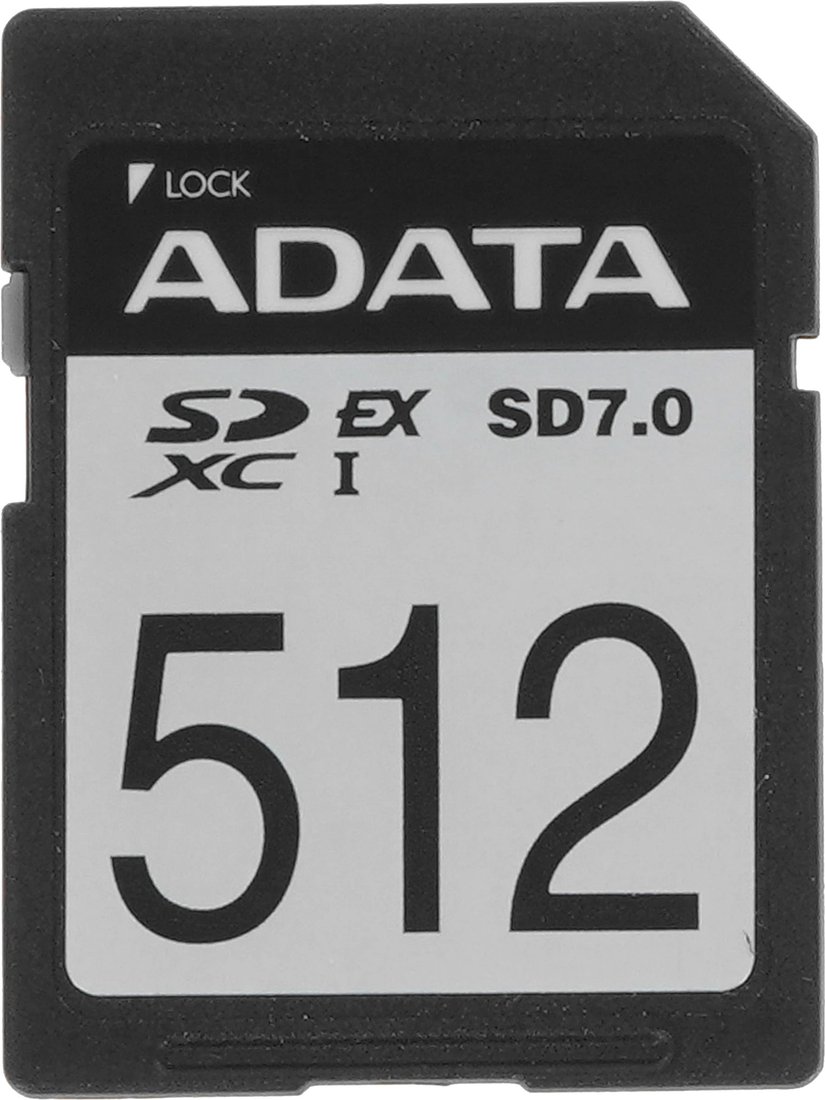 LOCK
ADATA
SD EX SD7.0
XC I
512